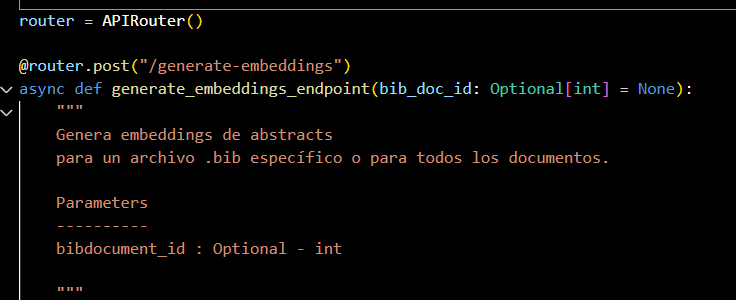 router = APIRouter()
@router.post("/generate-embeddings")
async def generate_embeddings_endpoint(bib_doc_id: Optional[int] = None):
"""
Genera embeddings de abstracts
para un archivo .bib específico o para todos los documentos.
Parameters
----------
bibdocument_id : Optional - int
"""